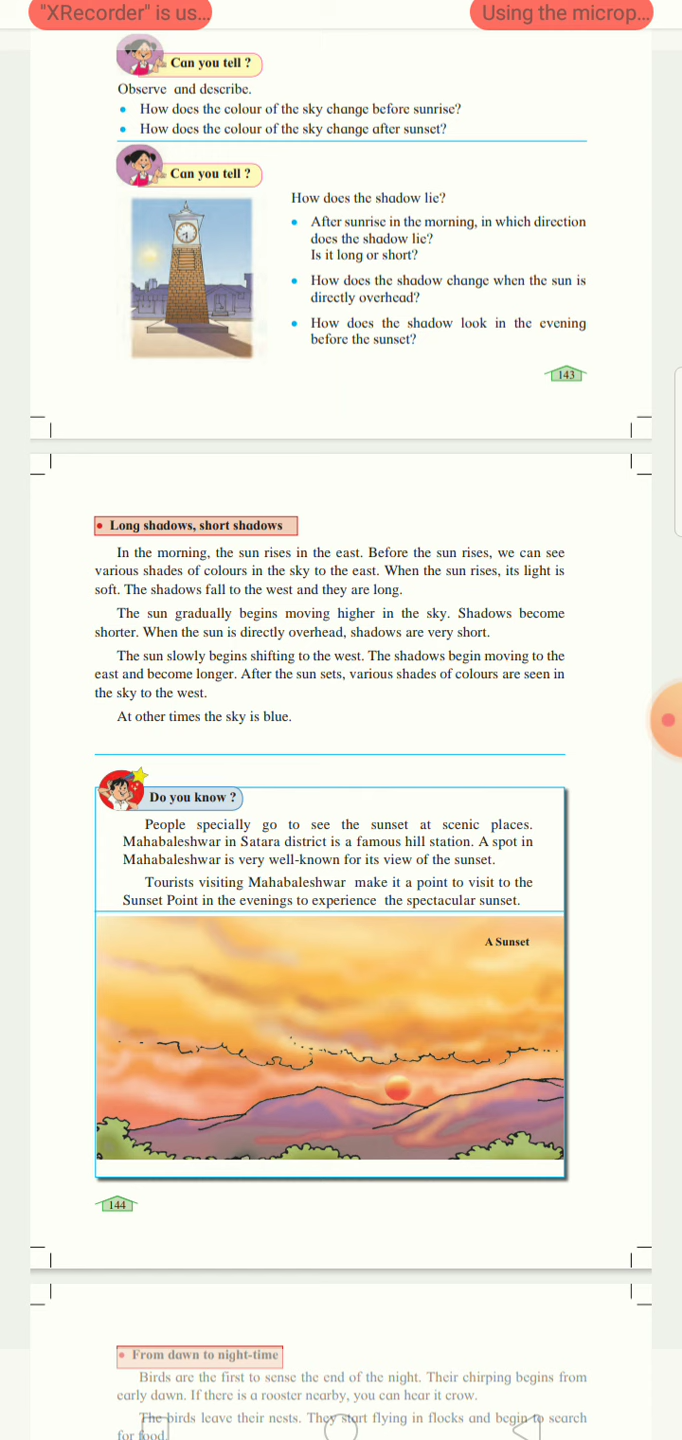 "XRecorder" is us...
Using the microp...
Can you tell ?
Observe and describe.
• How does the colour of the sky change before sunrise?
• How does the colour of the sky change after sunset?
Can you tell ?
How does the shadow lie?
• After sunrise in the morning, in which direction
does the shadow lie?
Is it long or short?
• How does the shadow change when the sun is
directly overhead?
• How does the shadow look in the evening
before the sunset?
143
• Long shadows, short shadows
In the morning, the sun rises in the east. Before the sun rises, we can see
various shades of colours in the sky to the east. When the sun rises, its light is
soft. The shadows fall to the west and they are long.
The sun gradually begins moving higher in the sky. Shadows become
shorter. When the sun is directly overhead, shadows are very short.
The sun slowly begins shifting to the west. The shadows begin moving to the
east and become longer. After the sun sets, various shades of colours are seen in
the sky to the west.
At other times the sky is blue.
Do you know ?
People specially go to see the sunset at scenic places.
Mahabaleshwar in Satara district is a famous hill station. A spot in
Mahabaleshwar is very well-known for its view of the sunset.
Tourists visiting Mahabaleshwar make it a point to visit to the
Sunset Point in the evenings to experience the spectacular sunset.
A Sunset
144
• From dawn to night-time
Birds are the first to sense the end of the night. Their chirping begins from
early dawn. If there is a rooster nearby, you can hear it crow.
The birds leave their nests. They start flying in flocks and begin to search
for food.